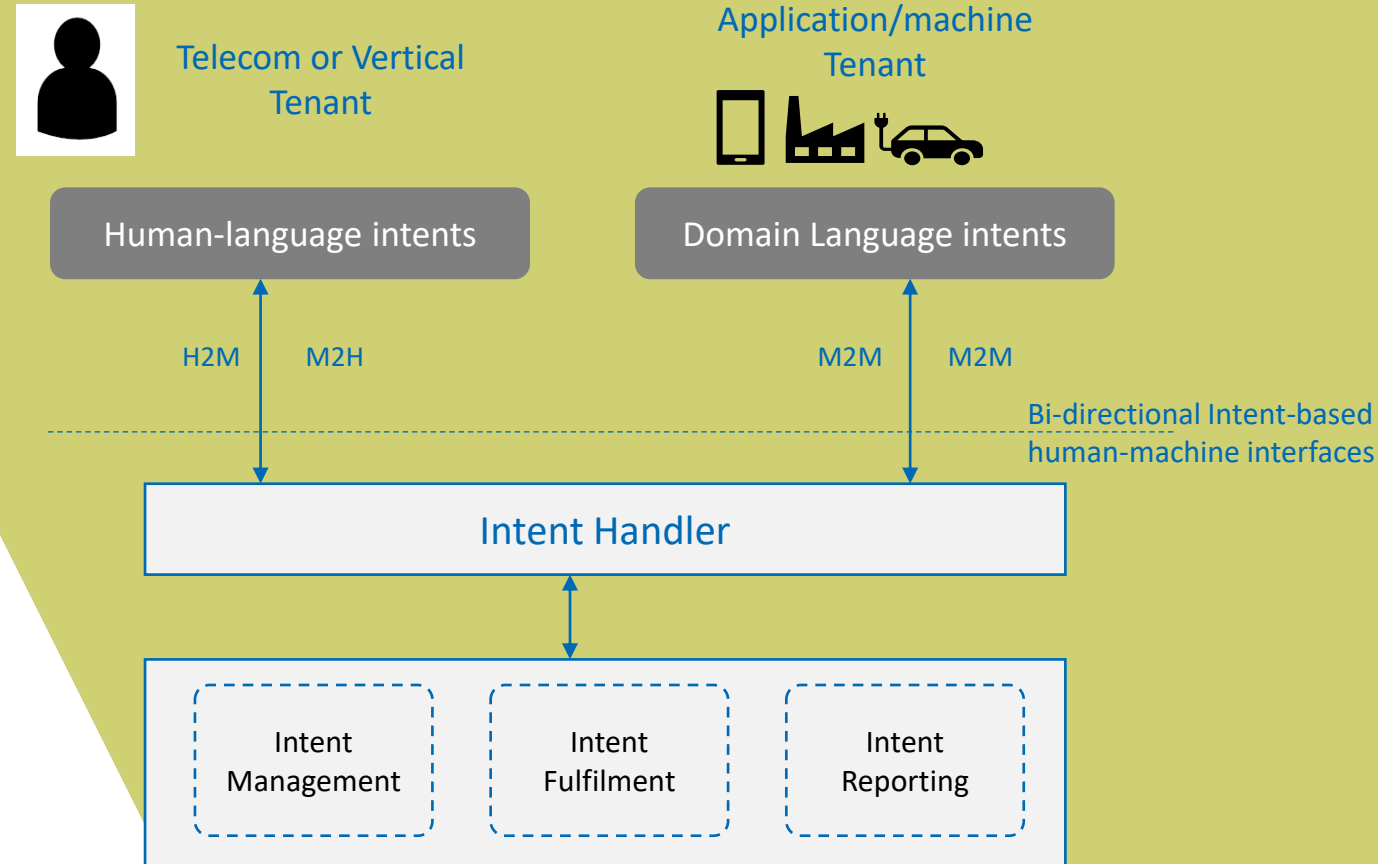 Telecom or Vertical
Tenant
Application/machine
Tenant
Human-language intents
Domain Language intents
H2M
M2H
M2M
M2M
Bi-directional Intent-based
human-machine interfaces
Intent Handler
Intent
Management
Intent
Fulfilment
Intent
Reporting